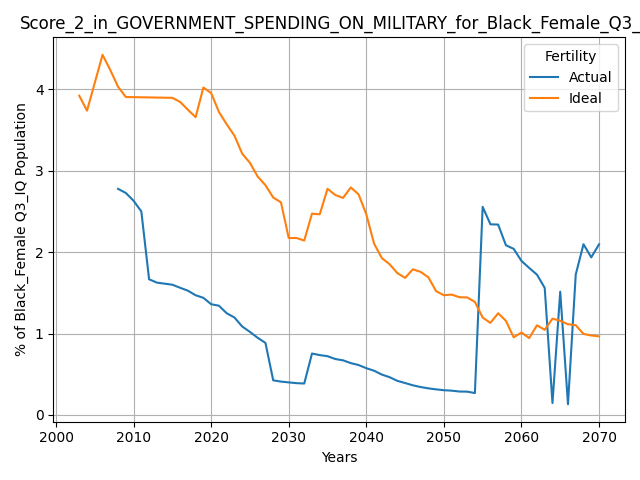 Score_2_in_GOVERNMENT_SPENDING_ON_MILITARY_for_Black_Female_Q3_
Fertility
Actual
Ideal
4
3
2
1
0
% of Black_Female Q3_IQ Population
2000 2010 2020 2030 2040 2050 2060 2070
Years